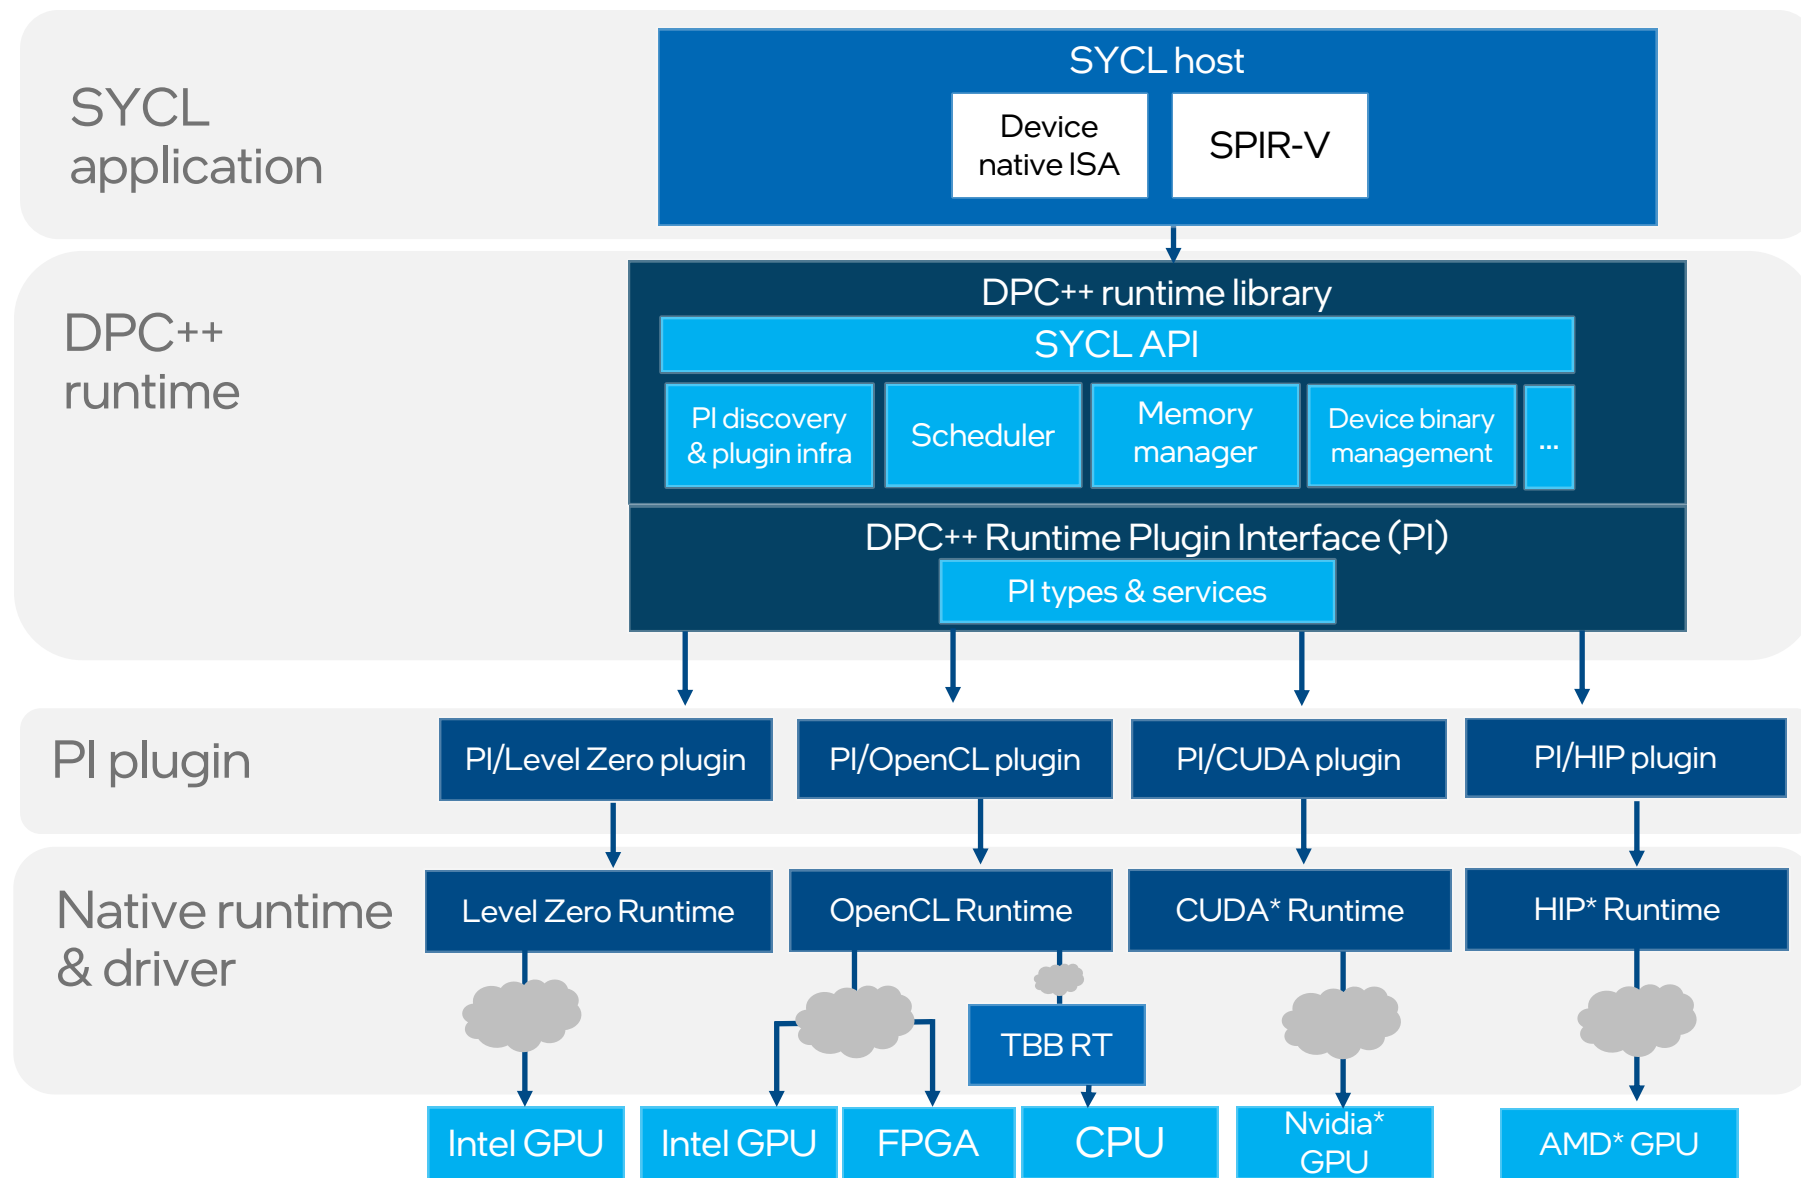 SYCL
application
SYCL host
Device
native ISA
SPIR-V
DPC++
runtime
DPC++ runtime library
SYCL API
PI discovery
& plugin infra
Scheduler
Memory
manager
Device binary
management
...
DPC++ Runtime Plugin Interface (PI)
PI types & services
PI plugin
PI/Level Zero plugin
PI/OpenCL plugin
PI/CUDA plugin
PI/HIP plugin
Native runtime
& driver
Level Zero Runtime
OpenCL Runtime
CUDA* Runtime
HIP* Runtime
TBB RT
Intel GPU
Intel GPU
FPGA
CPU
Nvidia*
GPU
AMD* GPU